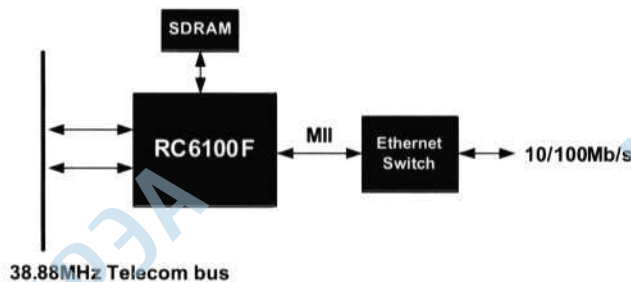 SDRAM
RC6100F
MII
Ethernet
Switch
10/100Mb/s
38.88MHz Telecom bus